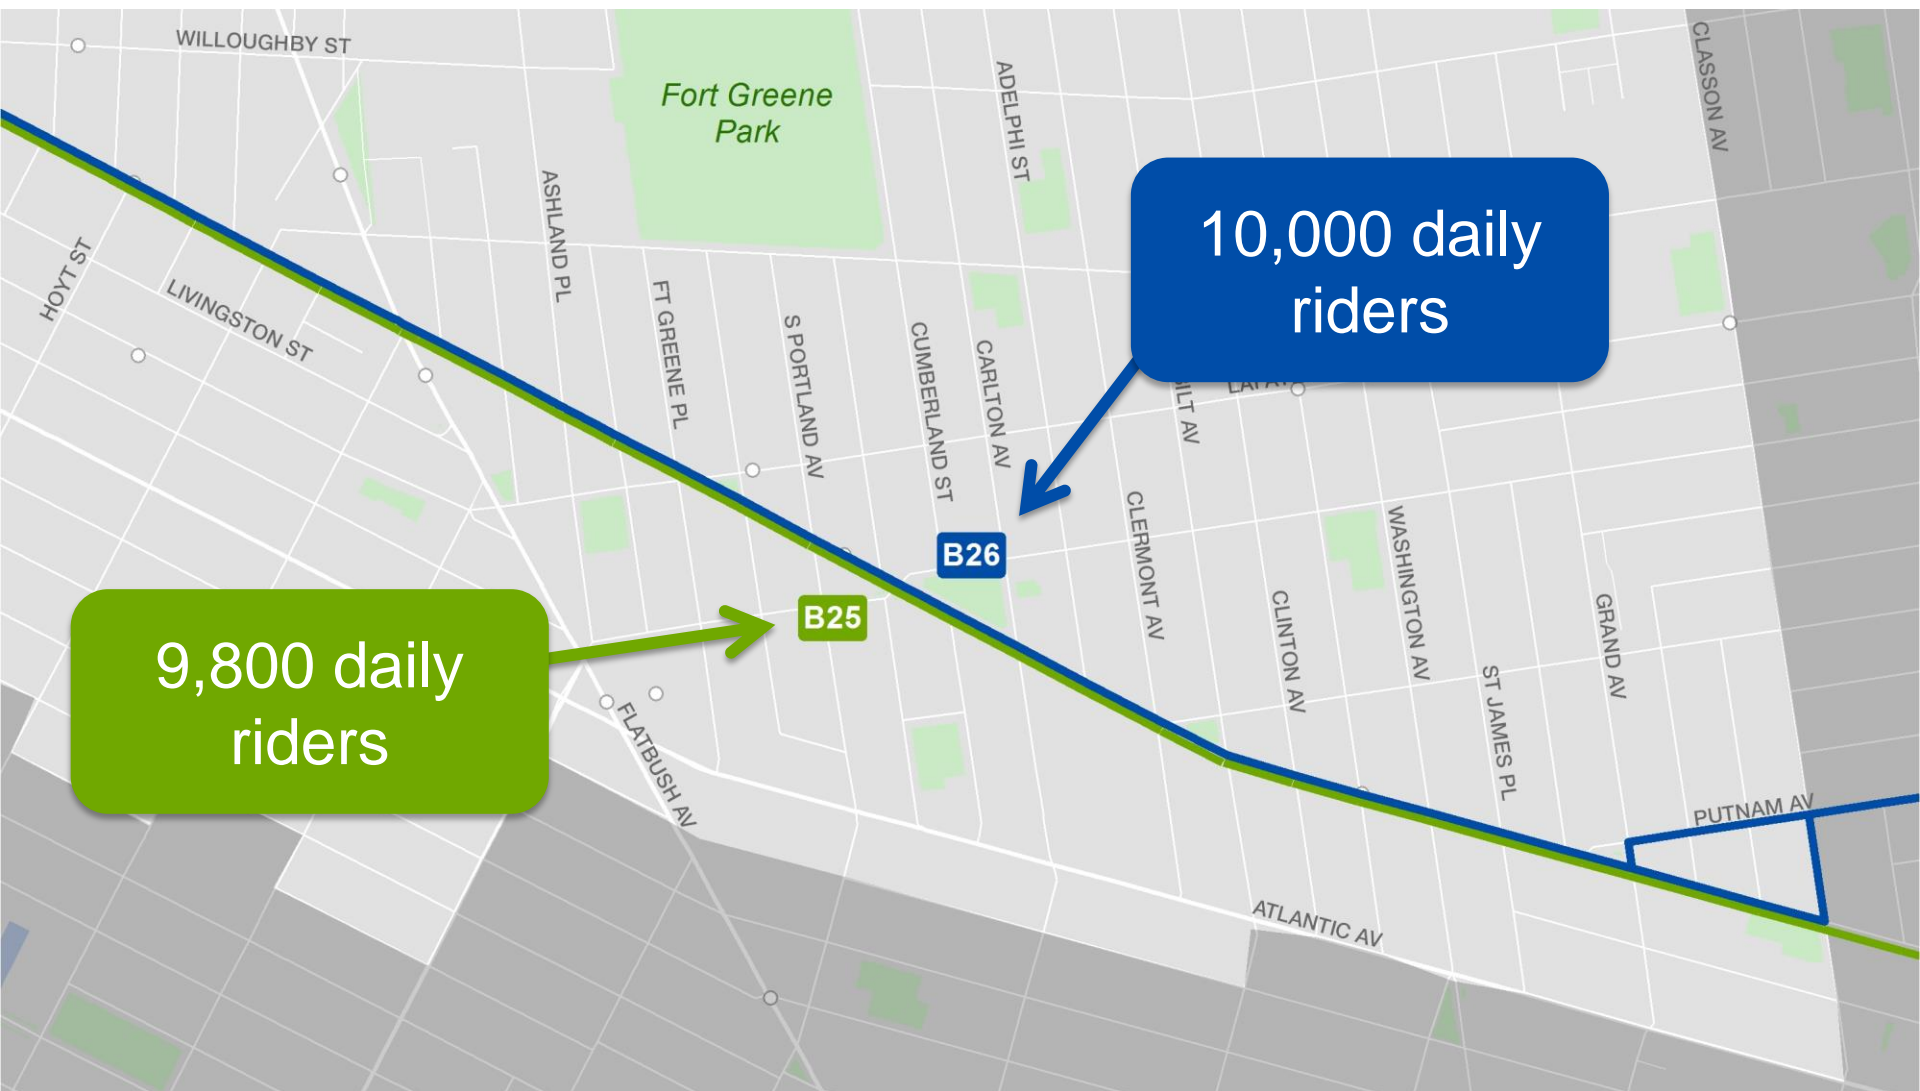 WILLOUGHBY ST
Fort Greene
Park
ADELPHI ST
CLASSON AV
ASHLAND PL
HOYT ST
LIVINGSTON ST
10,000 daily
riders
FT GREENE PL
S PORTLAND AV
CUMBERLAND ST
CARLTON AV
CLERMONT AV
WASHINGTON AV
B26
B25
9,800 daily
riders
CLINTON AV
GRAND AV
ST JAMES PL
FLATBUSH AV
PUTNAM AV
ATLANTIC AV